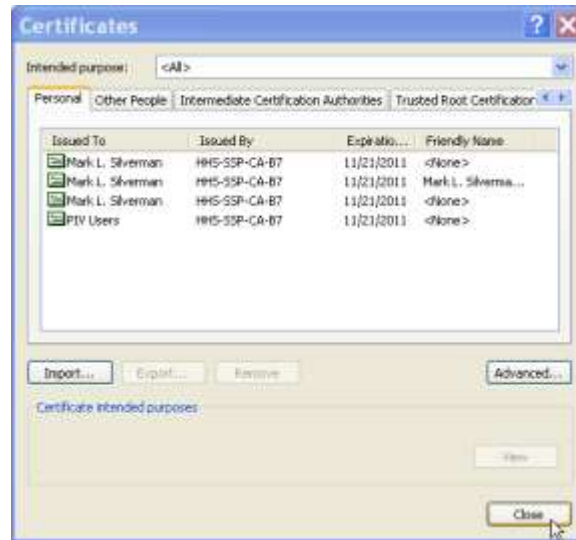 Certificates
Intended purpose: <All>
Personal Other People Intermediate Certification Authorities Trusted Root Certification
Issued To Issued By Expiratio... Friendly Name
Mark L. Silverman HHS-SSP-CA-B7 11/21/2011 <None>
Mark L. Silverman HHS-SSP-CA-B7 11/21/2011 Mark L. Silverma...
Mark L. Silverman HHS-SSP-CA-B7 11/21/2011 <None>
PIV Users HHS-SSP-CA-B7 11/21/2011 <None>
Import... Export... Remove Advanced...
Certificate intended purposes
View
Close